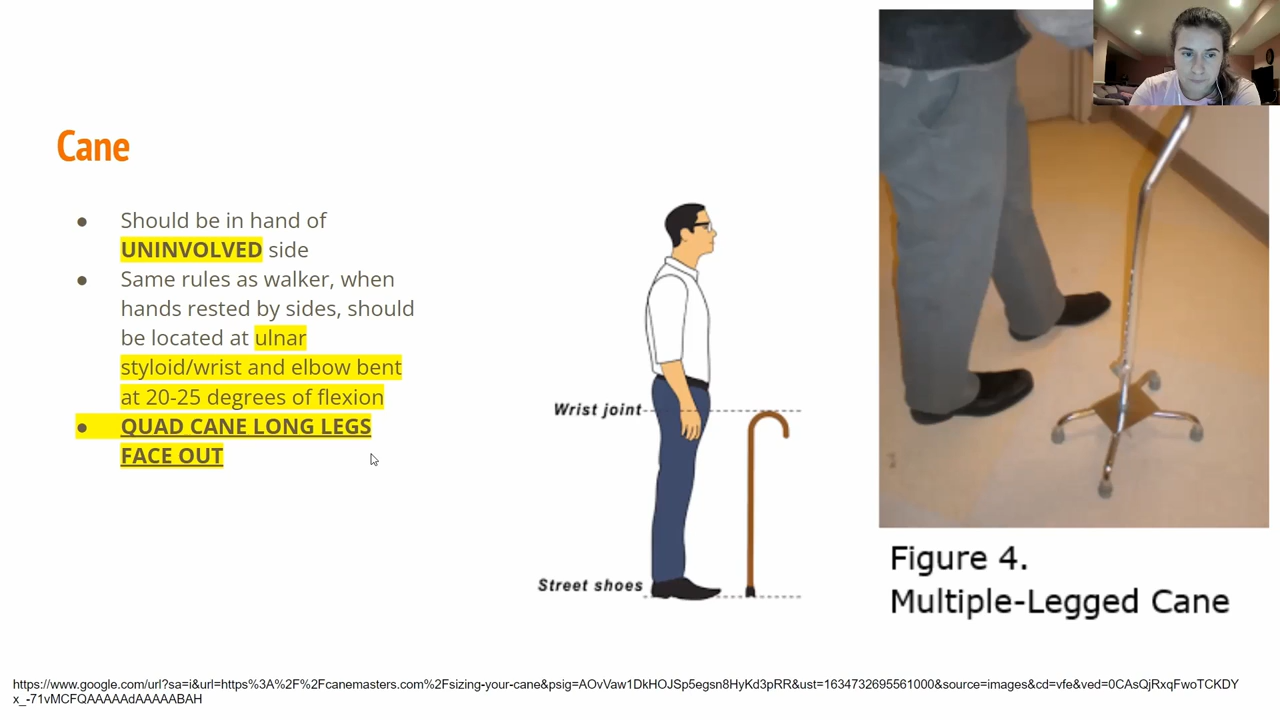 Cane
● Should be in hand of
UNINVOLVED side
● Same rules as walker, when
hands rested by sides, should
be located at ulnar
styloid/wrist and elbow bent
at 20-25 degrees of flexion
● QUAD CANE LONG LEGS
FACE OUT
Wrist joint
Street shoes
Figure 4.
Multiple-Legged Cane
https://www.google.com/url?sa=i&url=https%3A%2F%2Fcanemasters.com%2Fsizing-your-cane&psig=AOvVaw1DkHOJSp5egsn8HyKd3pRR&ust=1634732695561000&source=images&cd=vfe&ved=0CAsQjRxqFwoTCKDY
x_-71vMCFQAAAAAdAAAAABAH